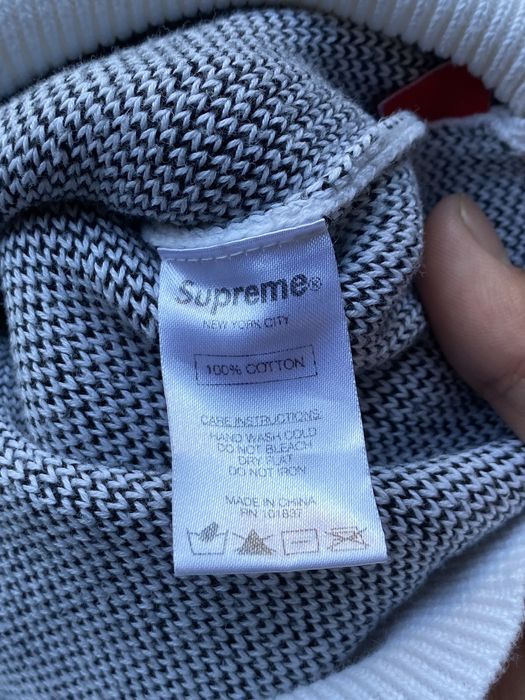 Supreme®
NEW YORK CITY
100% COTTON
CARE INSTRUCTIONS:
HAND WASH COLD
DO NOT BLEACH
DRY FLAT
DO NOT IRON
MADE IN CHINA
RN 101837